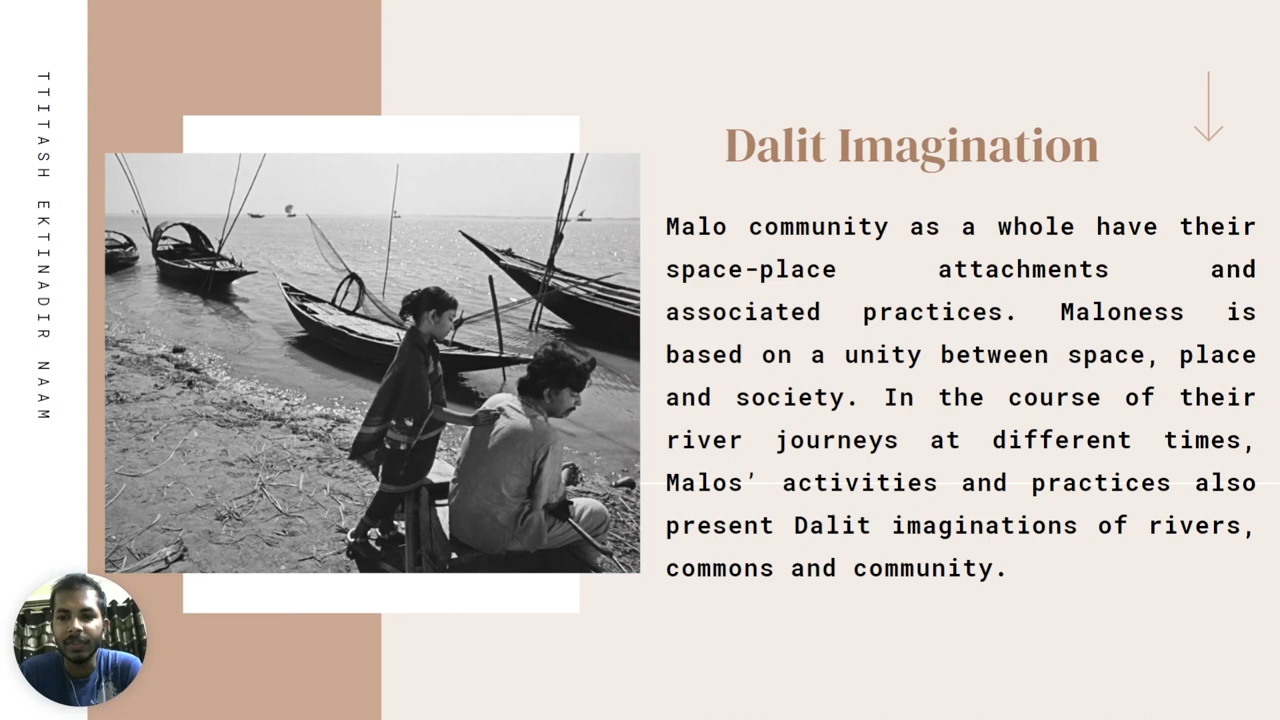 TTITASH EKTINADIR NAAM
Dalit Imagination
Malo community as a whole have their
space-place attachments and
associated practices. Maloness is
based on a unity between space, place
and society. In the course of their
river journeys at different times,
Malos’ activities and practices also
present Dalit imaginations of rivers,
commons and community.